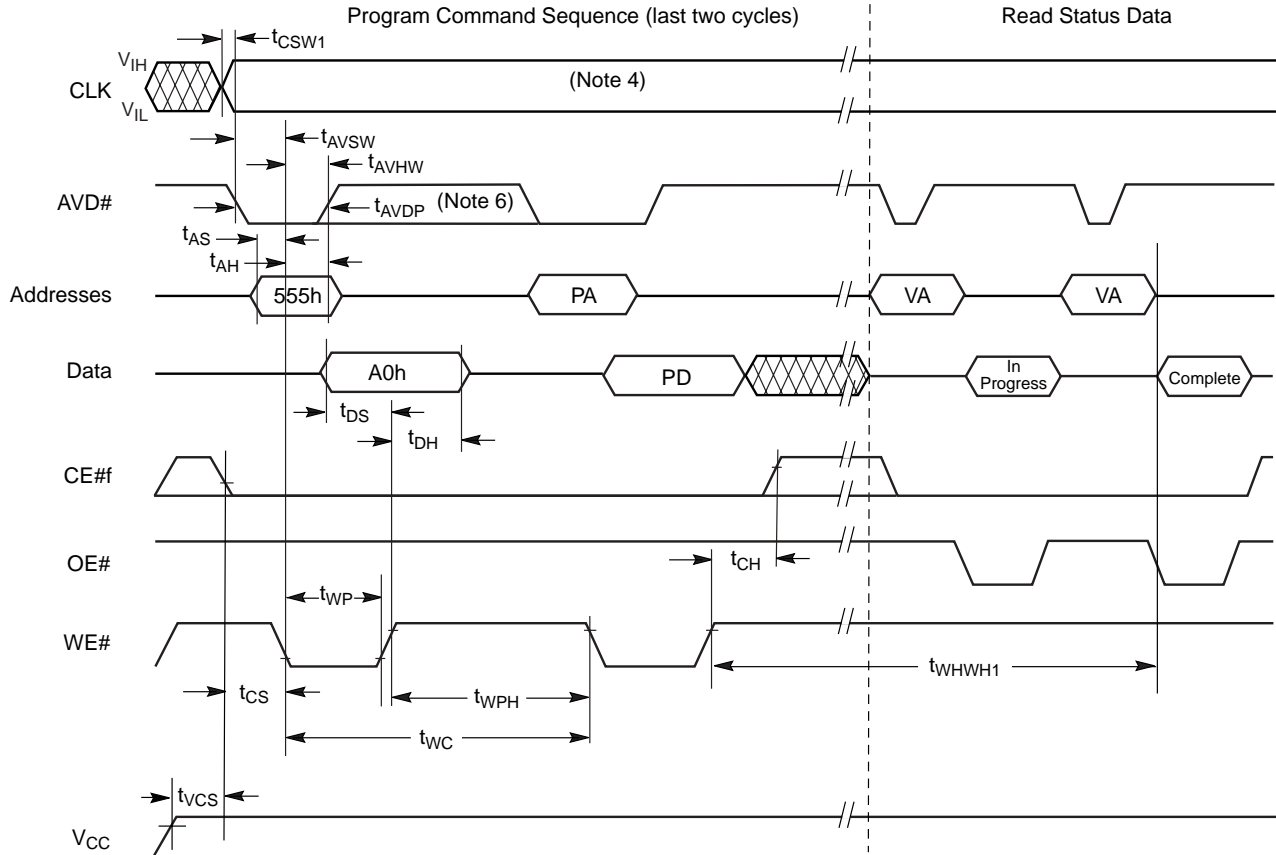 Program Command Sequence (last two cycles)
Read Status Data
tCSW1
VIH
CLK
VIL
(Note 4)
tAVSW
tAVHW
AVD#
(Note 6)
tAVDP
tAS
tAH
Addresses
555h
PA
VA
VA
Data
A0h
PD
In
Progress
Complete
tDS
tDH
CE#f
OE#
tCH
tWP
WE#
tWHWH1
tCS
tWPH
tWC
tVCS
VCC